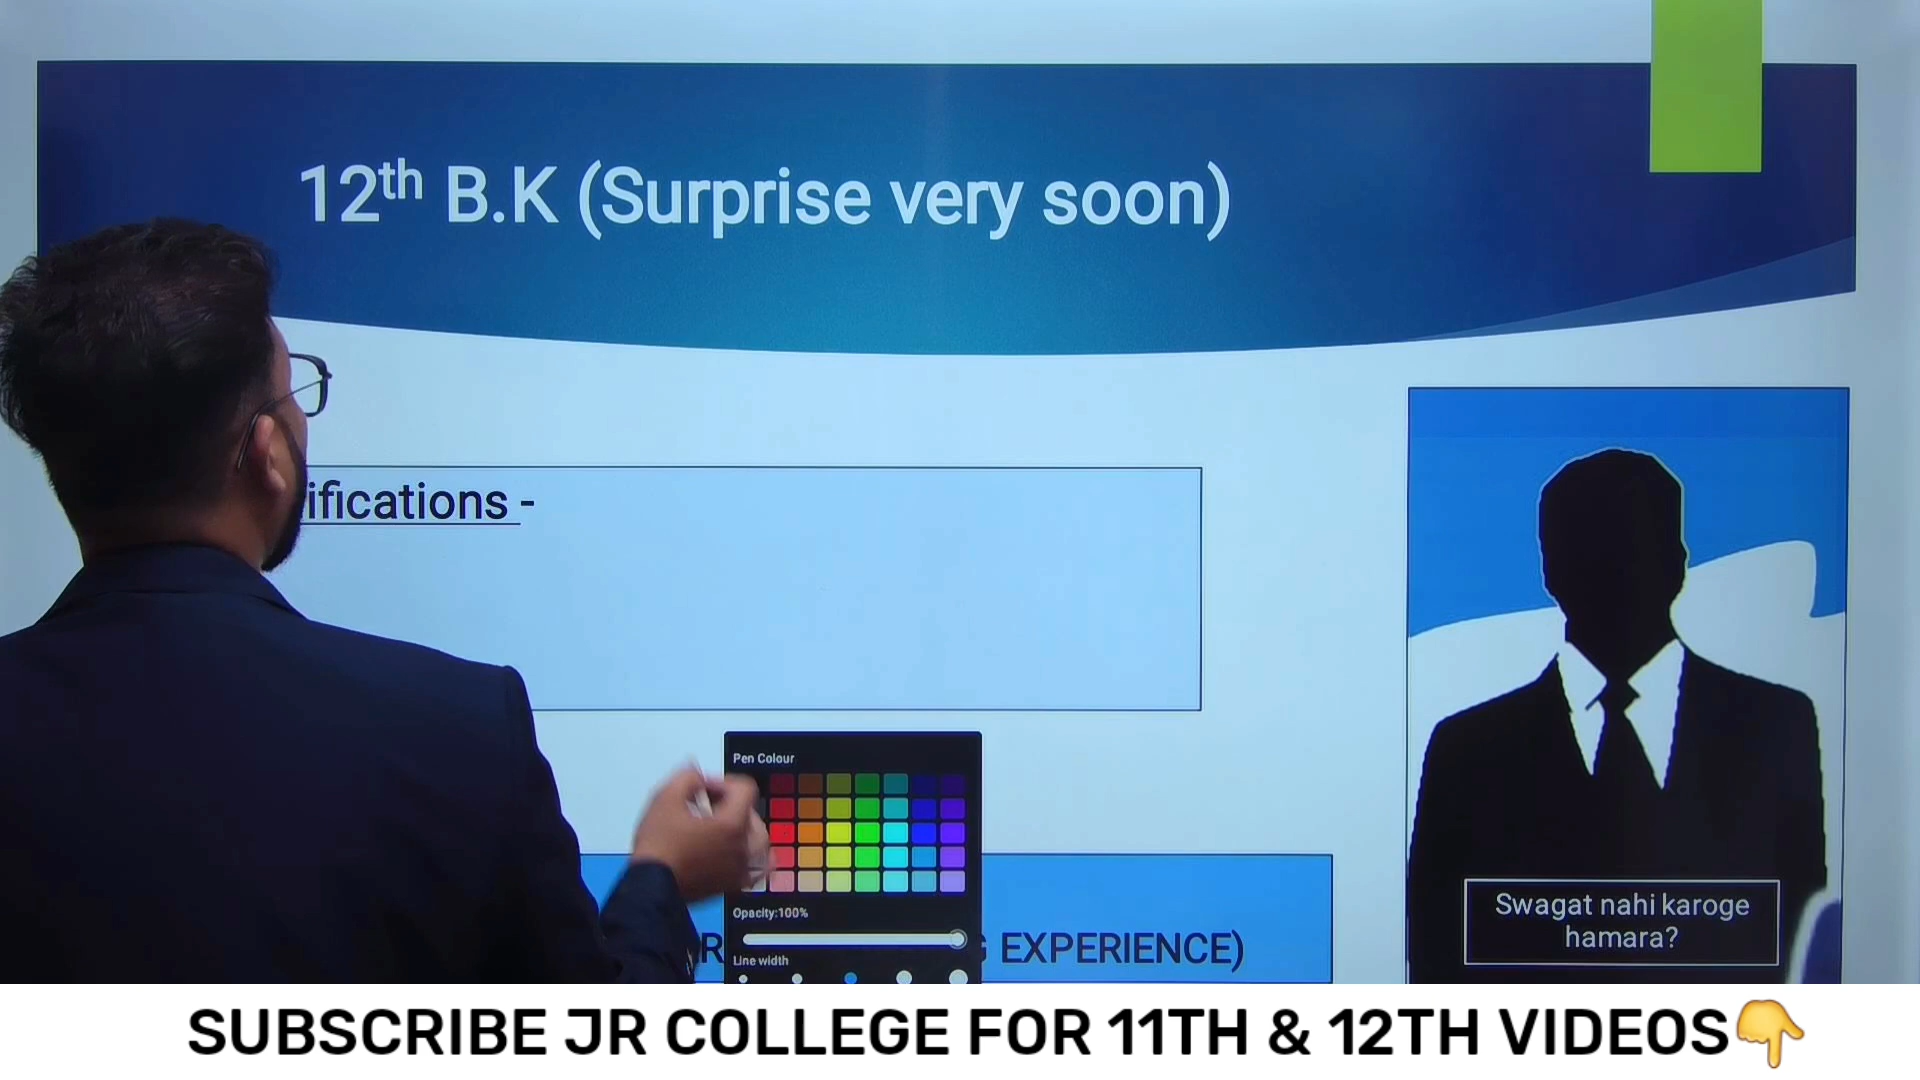 12th B.K (Surprise very soon)
ifications -
Pen Colour
Opacity:100%
Line width
EXPERIENCE)
Swagat nahi karoge
hamara?
SUBSCRIBE JR COLLEGE FOR 11TH & 12TH VIDEOS👇